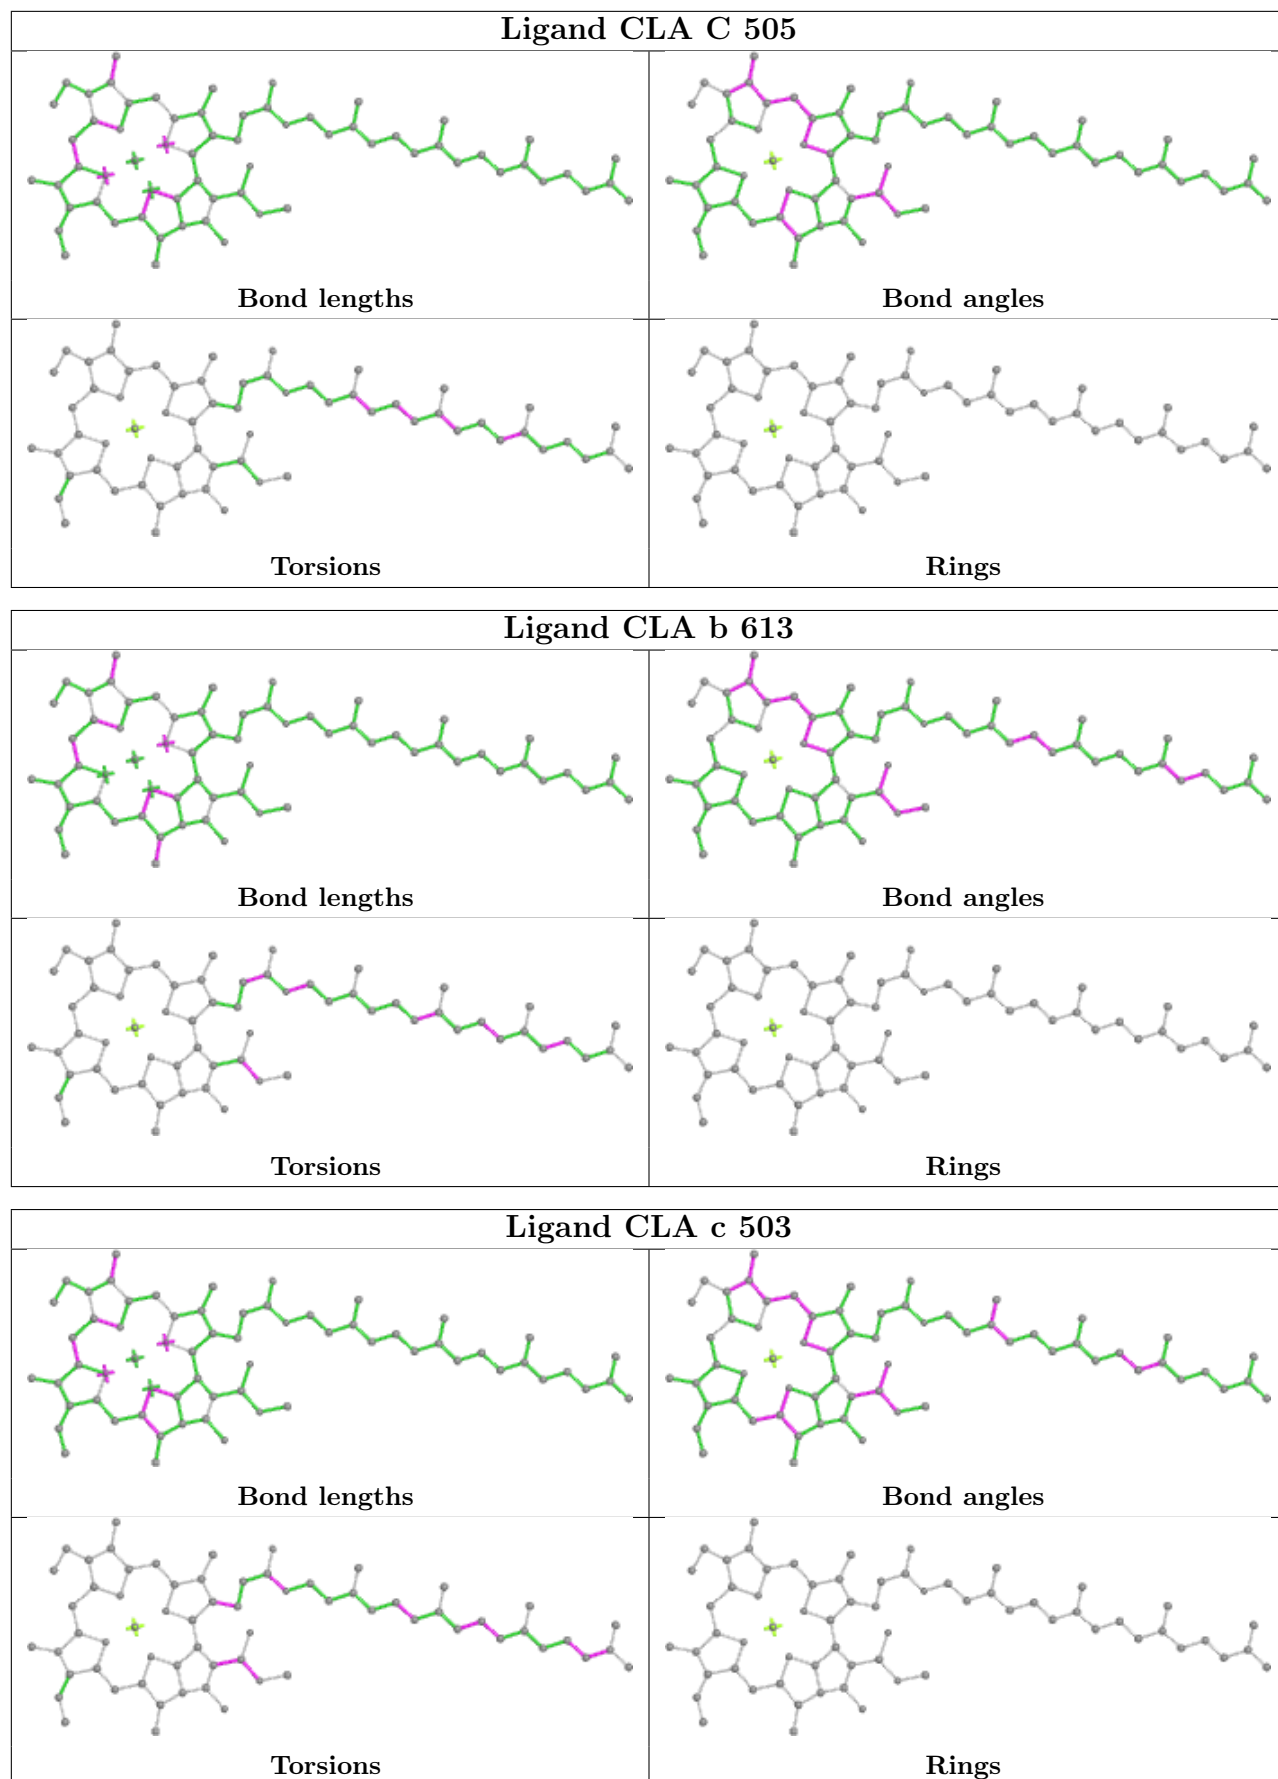 Ligand CLA C 505
Bond lengths
Bond angles
Torsions
Rings
Ligand CLA b 613
Bond lengths
Bond angles
Torsions
Rings
Ligand CLA c 503
Bond lengths
Bond angles
Torsions
Rings